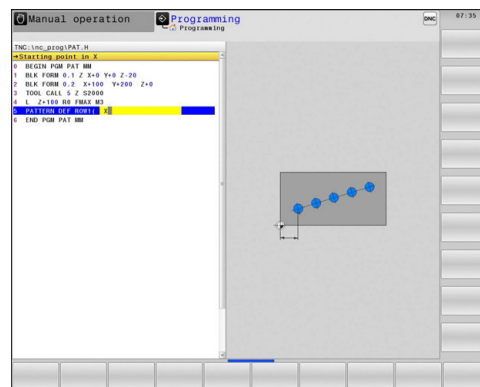 Manual operation
Programming
Programming
DNC
07:35
TNC:\nc_prog\PAT.H
→Starting point in X
0 BEGIN PGM PAT MM
1 BLK FORM 0.1 Z X+0 Y+0 Z-20
2 BLK FORM 0.2 X+100 Y+200 Z+0
3 TOOL CALL 5 Z S2000
4 L Z+100 R0 FMAX M3
5 PATTERN DEF ROW1( X
6 END PGM PAT MM